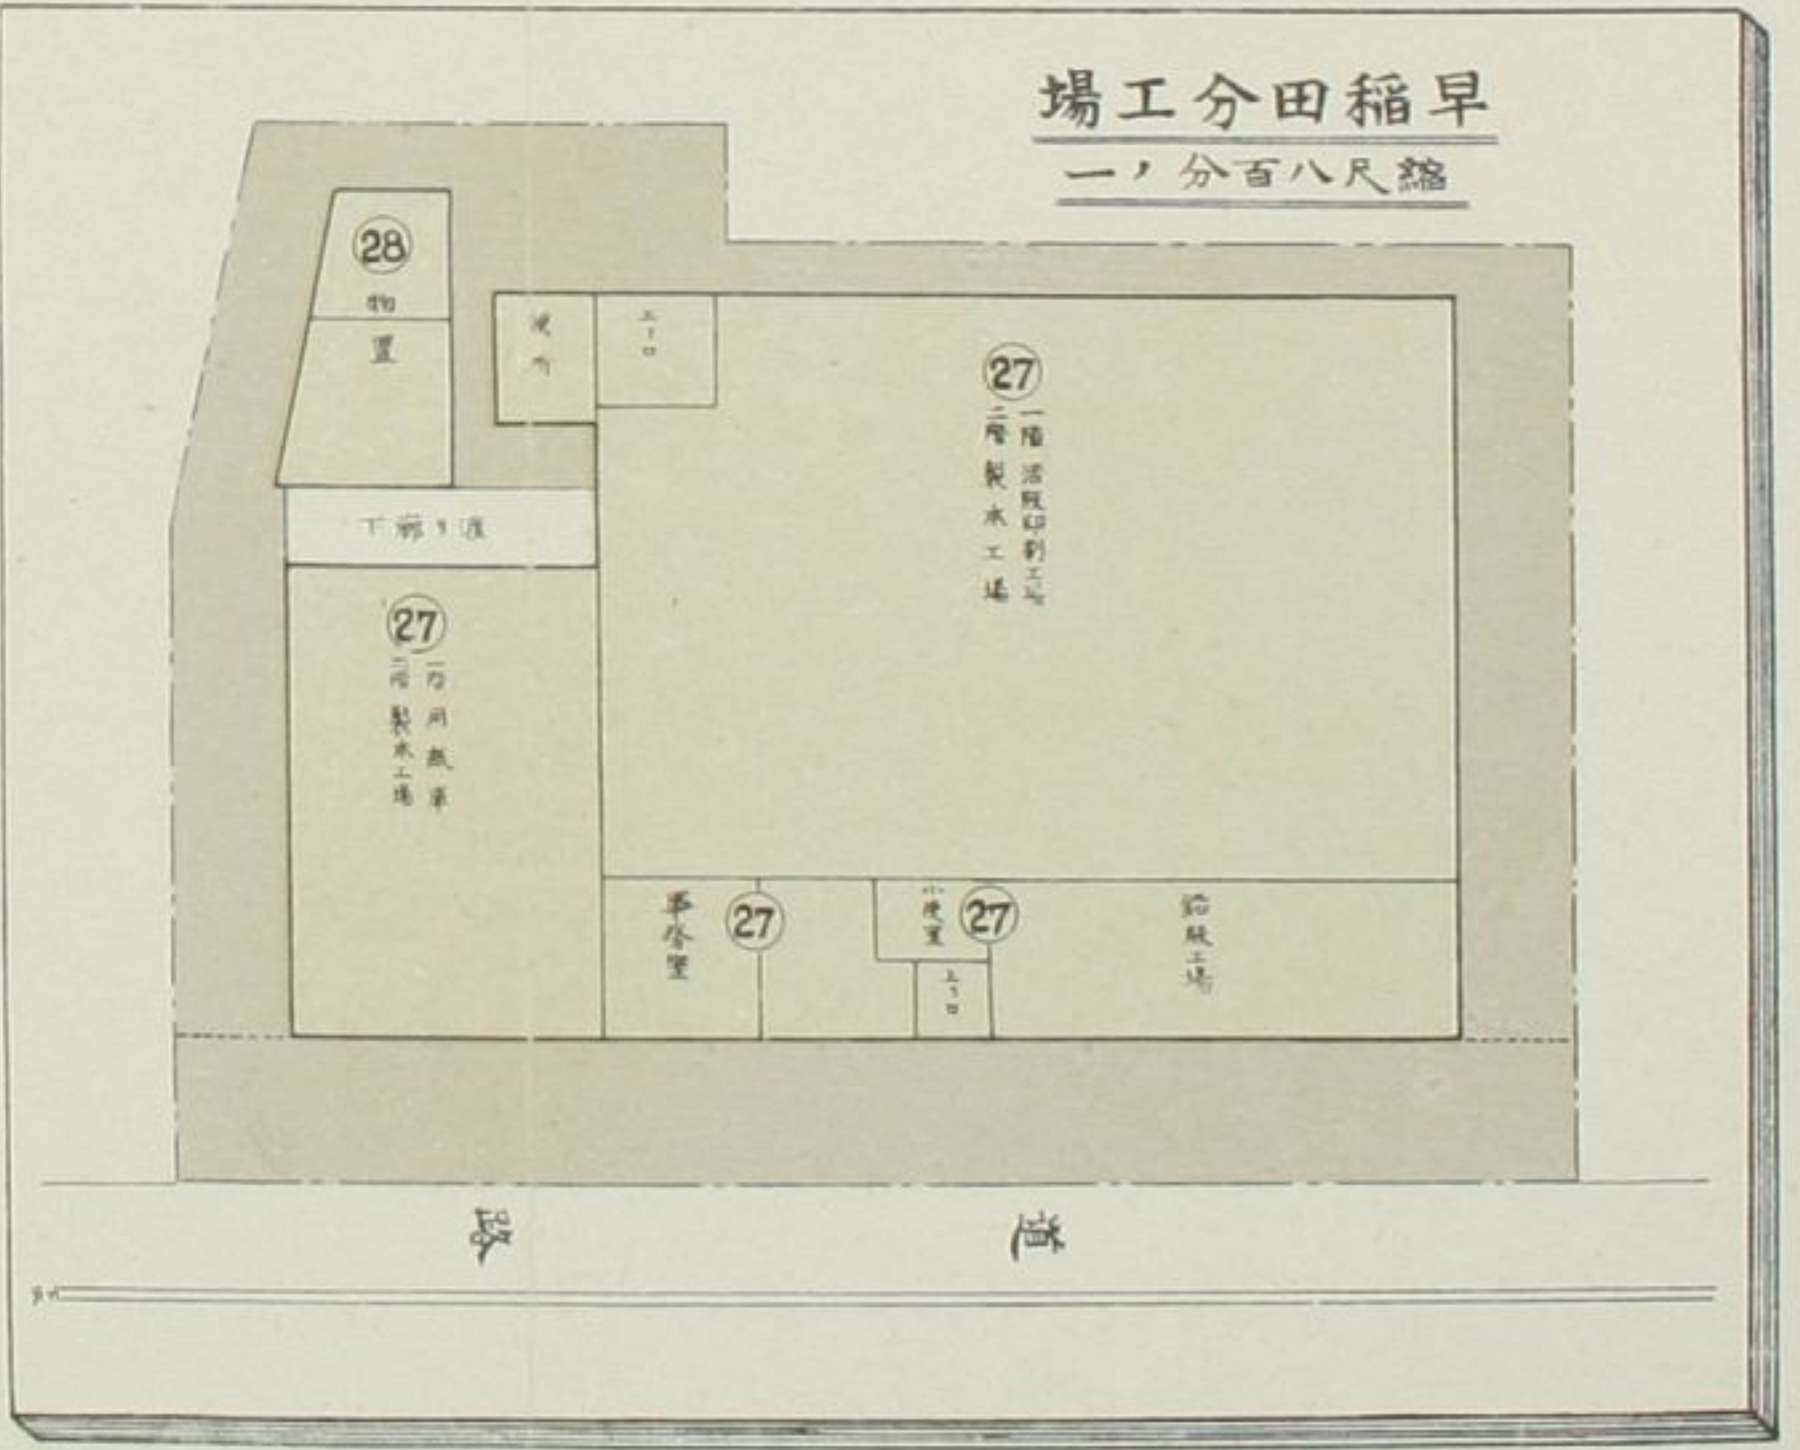 早稲田分工場
縮尺八百分ノ一
28
物置
便所
上リ口
27
一階 活版印刷工場
二階 製本工場
渡リ廊下
27
一階 用紙庫
二階 製本工場
事務室
27
小使室
27
上リ口
鉛版工場
道路